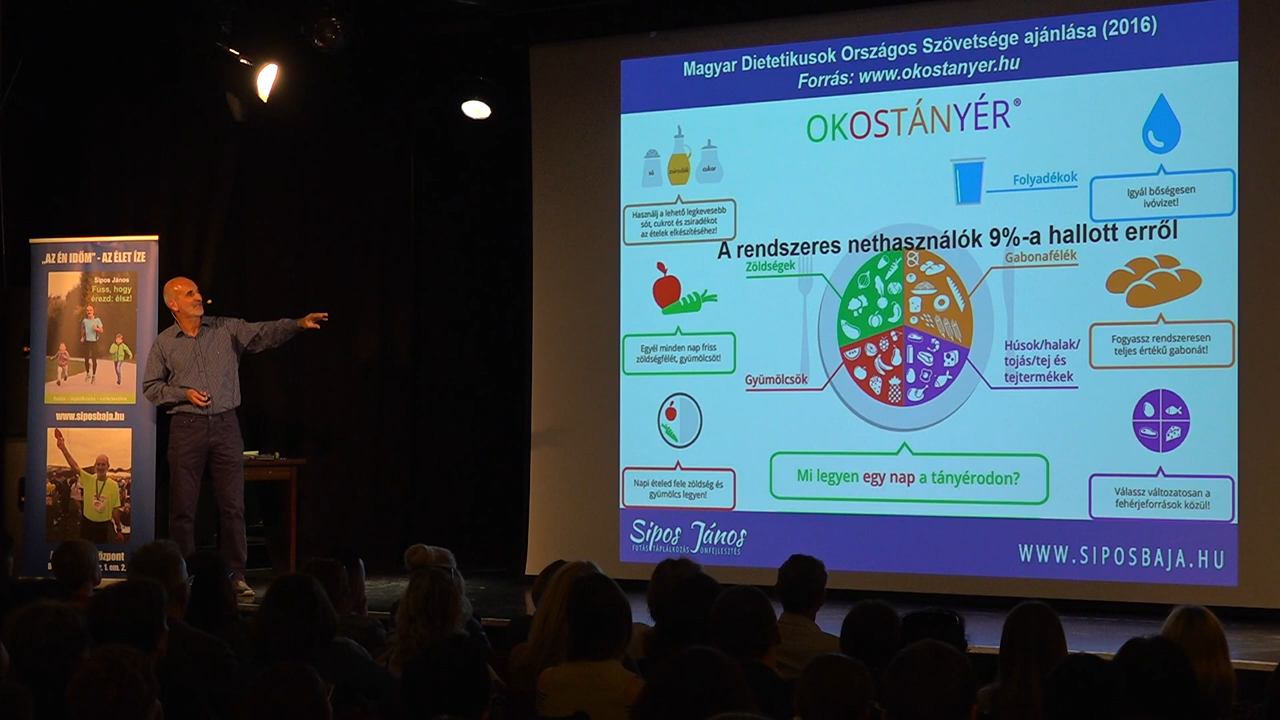 Magyar Dietetikusok Országos Szövetsége ajánlása (2016)
Forrás: www.okostanyer.hu
OKOSTÁNYÉR®
só
zsiradék
cukor
Használj a lehető legkevesebb
sót, cukrot és zsiradékot
az ételek elkészítéséhez!
Folyadékok
Igyál bőségesen
ivóvizet!
A rendszeres nethasználók 9%-a hallott erről
Zöldségek
Gabonafélék
Egyél minden nap friss
zöldségfélét, gyümölcsöt!
Fogyassz rendszeresen
teljes értékű gabonát!
Húsok/halak/
tojás/tej és
tejtermékek
Gyümölcsök
Napi ételed fele zöldség és
gyümölcs legyen!
Mi legyen egy nap a tányérodon?
Válassz változatosan a
fehérjeforrások közül!
Sipos János
FUTÁS TÁPLÁLKOZÁS ÖNFEJLESZTÉS
WWW.SIPOSBAJA.HU
„AZ ÉN IDŐM" - AZ ÉLET ÍZE
Sipos János
Fuss, hogy
érezd: élsz!
www.siposbaja.hu